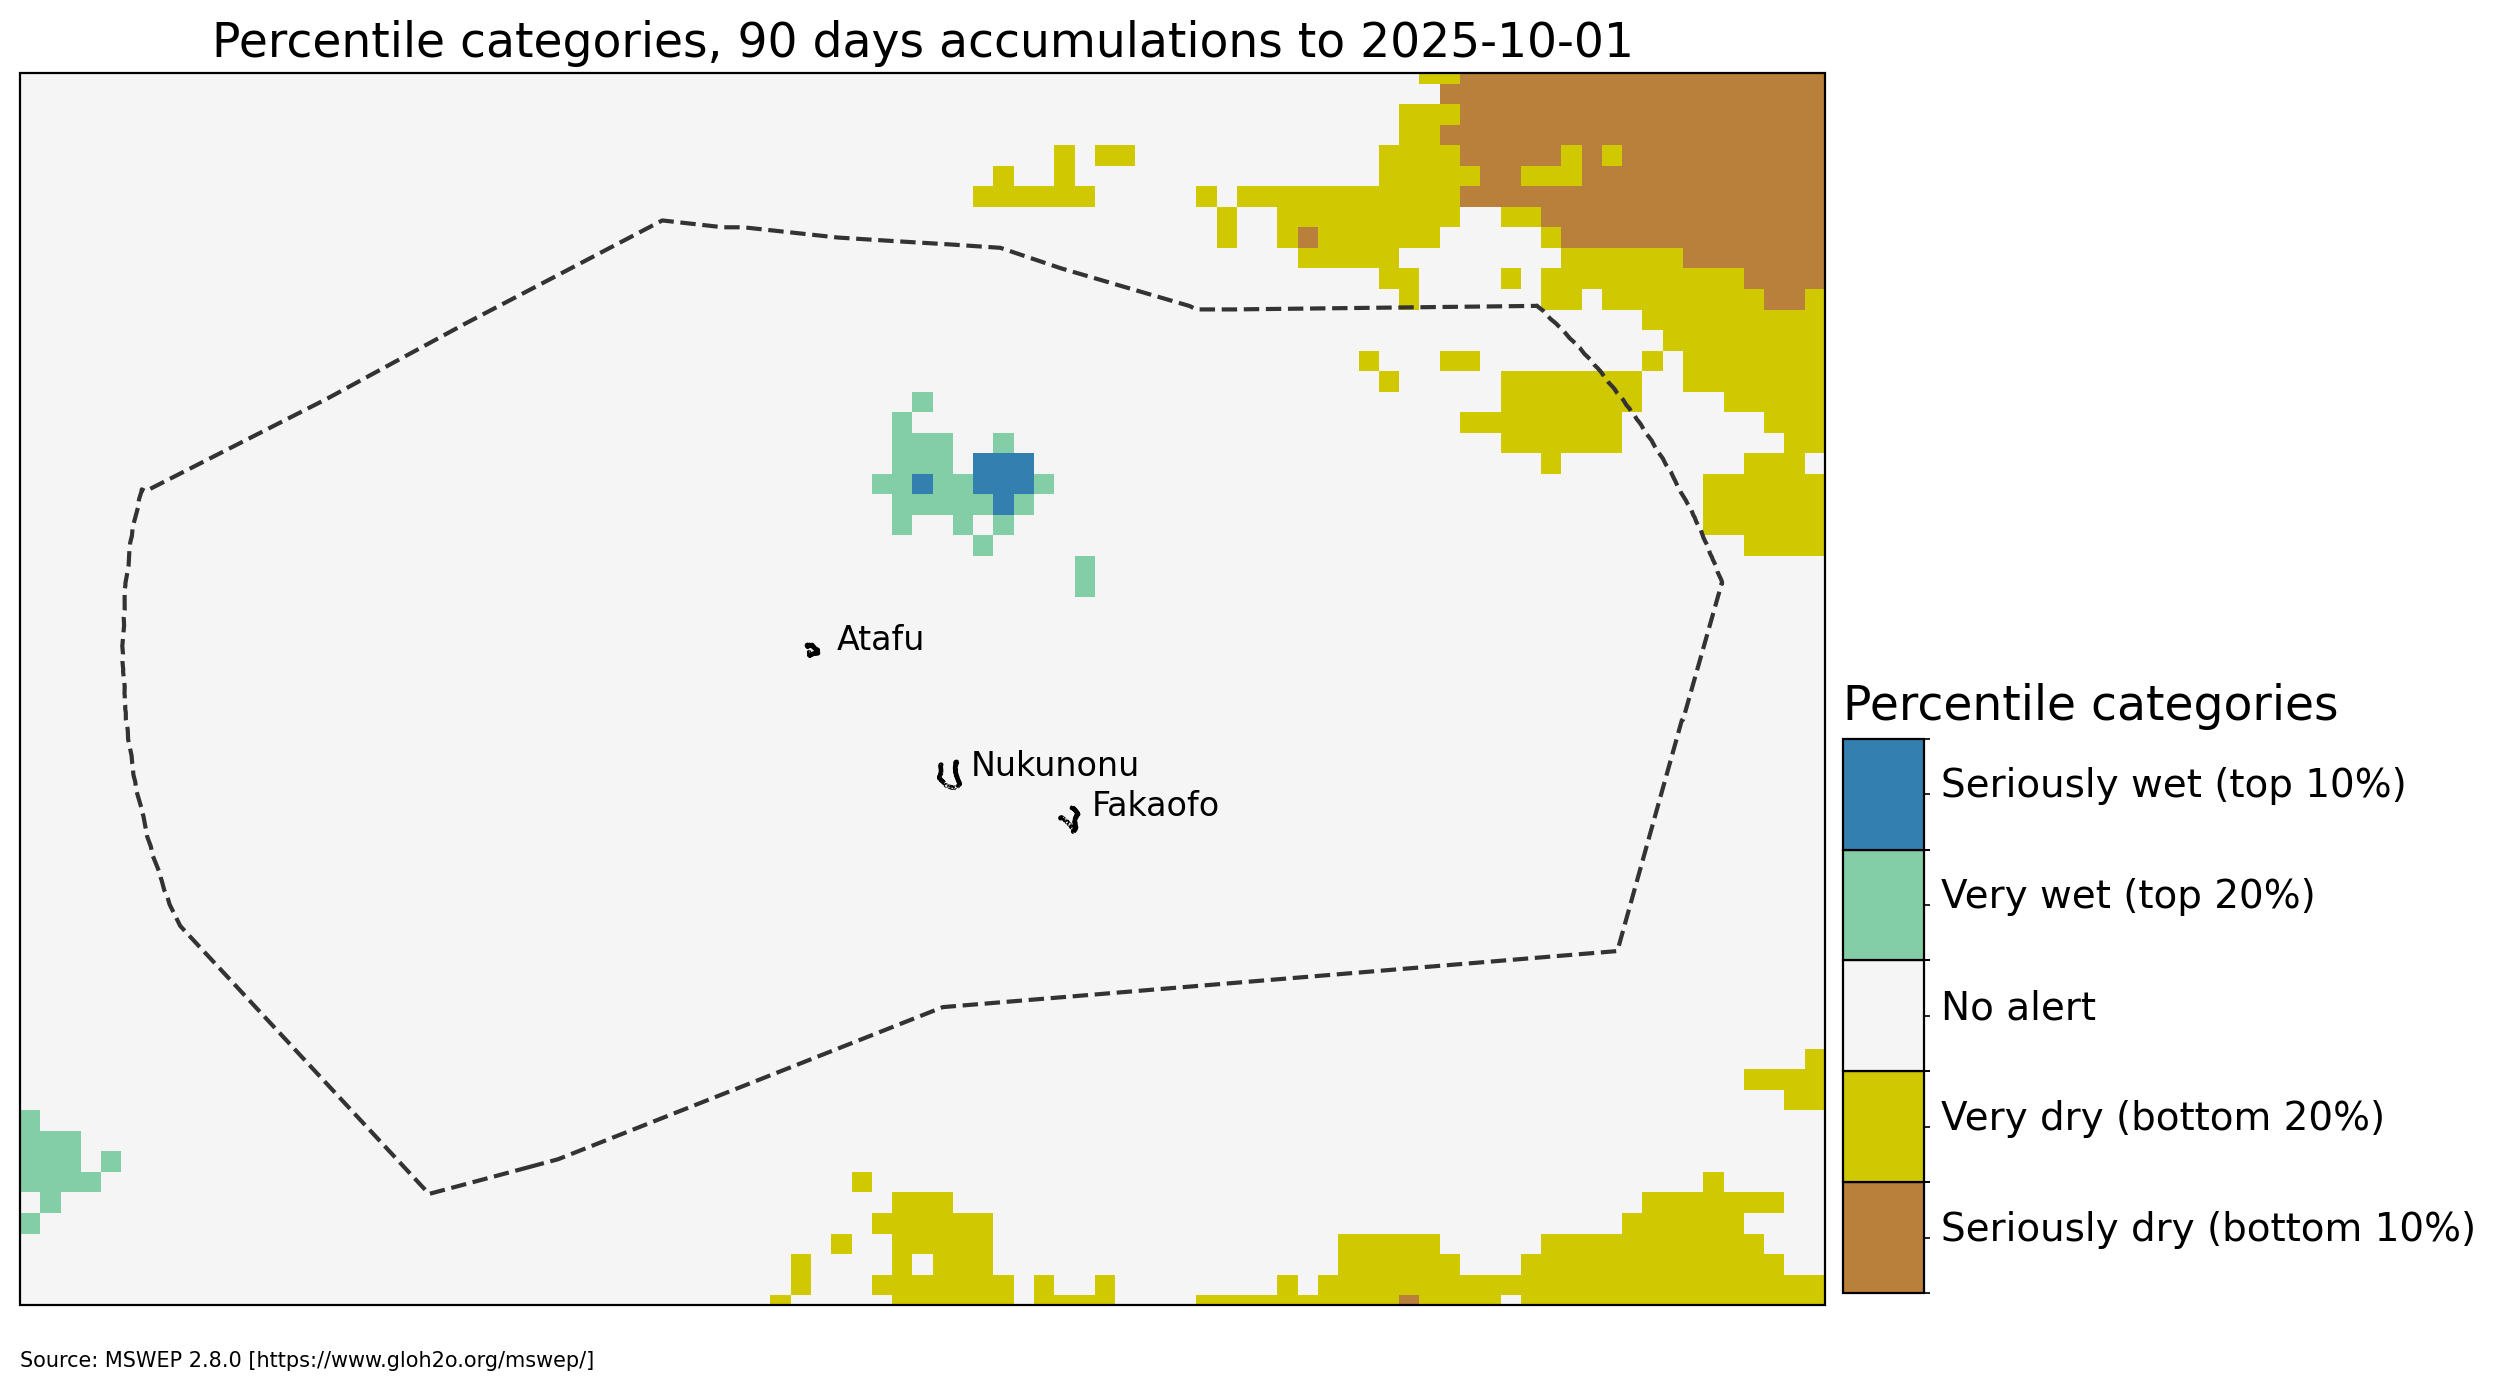 Percentile categories, 90 days accumulations to 2025-10-01
Atafu
Nukunonu
Fakaofo
Percentile categories
Seriously wet (top 10%)
Very wet (top 20%)
No alert
Very dry (bottom 20%)
Seriously dry (bottom 10%)
Source: MSWEP 2.8.0 [https://www.gloh2o.org/mswep/]